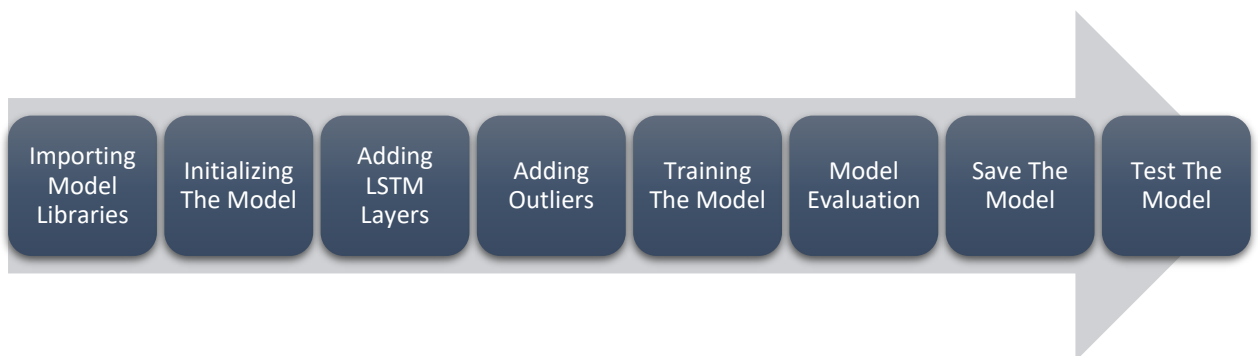 Importing
Model
Libraries
Initializing
The Model
Adding
LSTM
Layers
Adding
Outliers
Training
The Model
Model
Evaluation
Save The
Model
Test The
Model